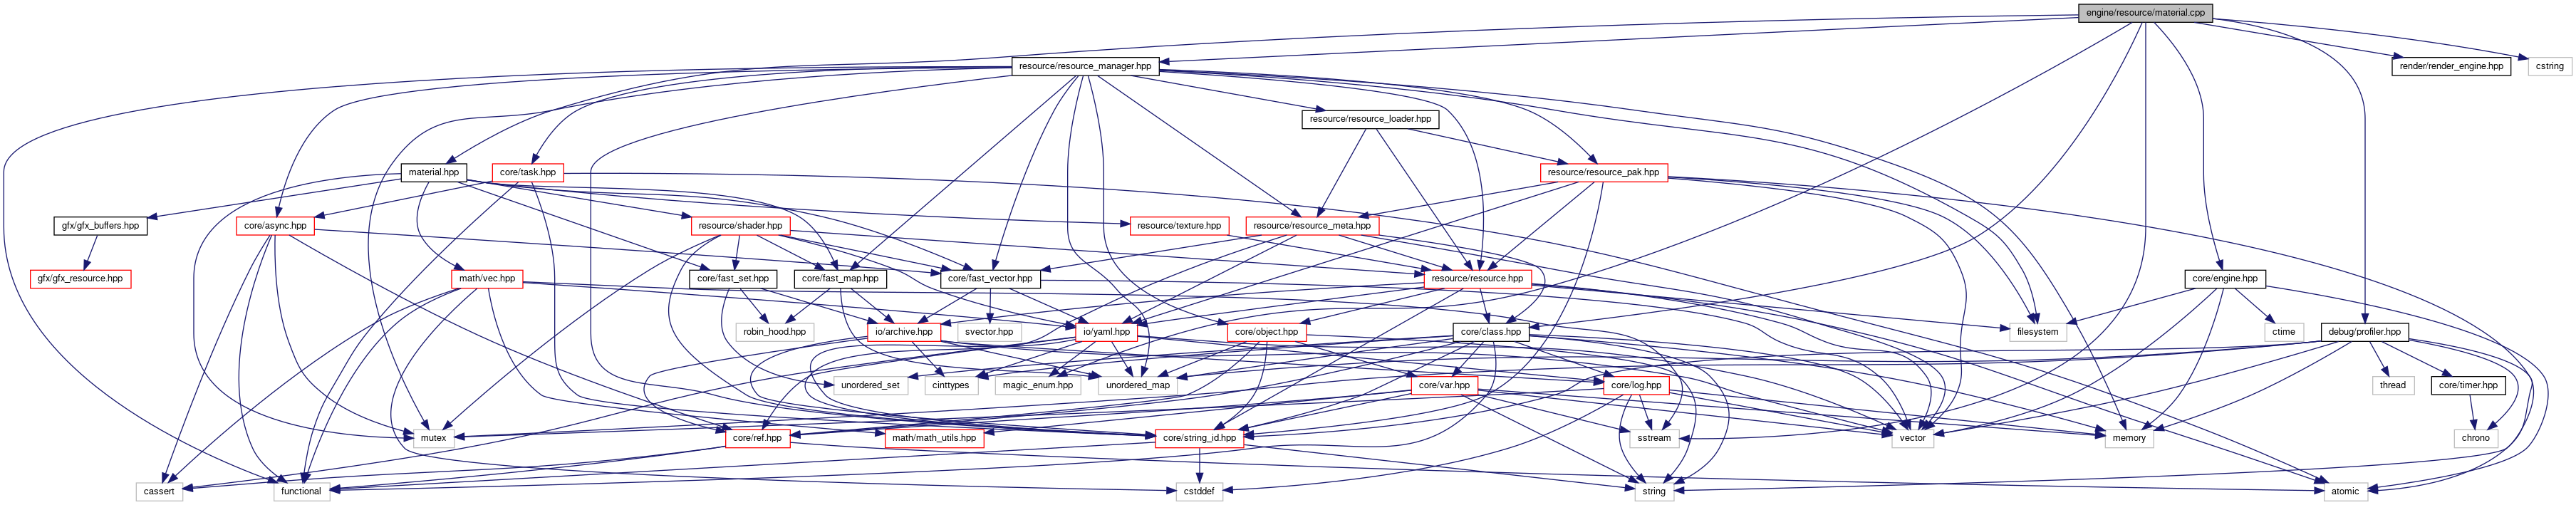 engine/resource/material.cpp
resource/resource_manager.hpp
render/render_engine.hpp
cstring
resource/resource_loader.hpp
material.hpp
core/task.hpp
resource/resource_pak.hpp
gfx/gfx_buffers.hpp
core/async.hpp
resource/shader.hpp
resource/texture.hpp
resource/resource_meta.hpp
gfx/gfx_resource.hpp
math/vec.hpp
core/fast_set.hpp
core/fast_map.hpp
core/fast_vector.hpp
resource/resource.hpp
core/engine.hpp
robin_hood.hpp
io/archive.hpp
svector.hpp
io/yaml.hpp
core/object.hpp
core/class.hpp
filesystem
ctime
debug/profiler.hpp
unordered_set
cinttypes
magic_enum.hpp
unordered_map
core/var.hpp
core/log.hpp
thread
core/timer.hpp
mutex
core/ref.hpp
math/math_utils.hpp
core/string_id.hpp
sstream
vector
memory
chrono
cassert
functional
cstddef
string
atomic